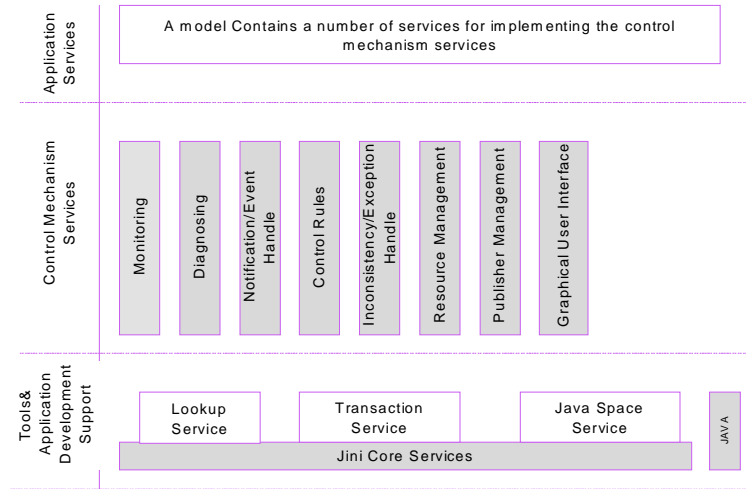 Application
Services
A model Contains a number of services for implementing the control
mechanism services
Control Mechanism
Services
Monitoring
Diagnosing
Notification/Event
Handle
Control Rules
Inconsistency/Exception
Handle
Resource Management
Publisher Management
Graphical User Interface
Tools&
Application
Development
Support
Lookup
Service
Transaction
Service
Java Space
Service
Jini Core Services
JAVA